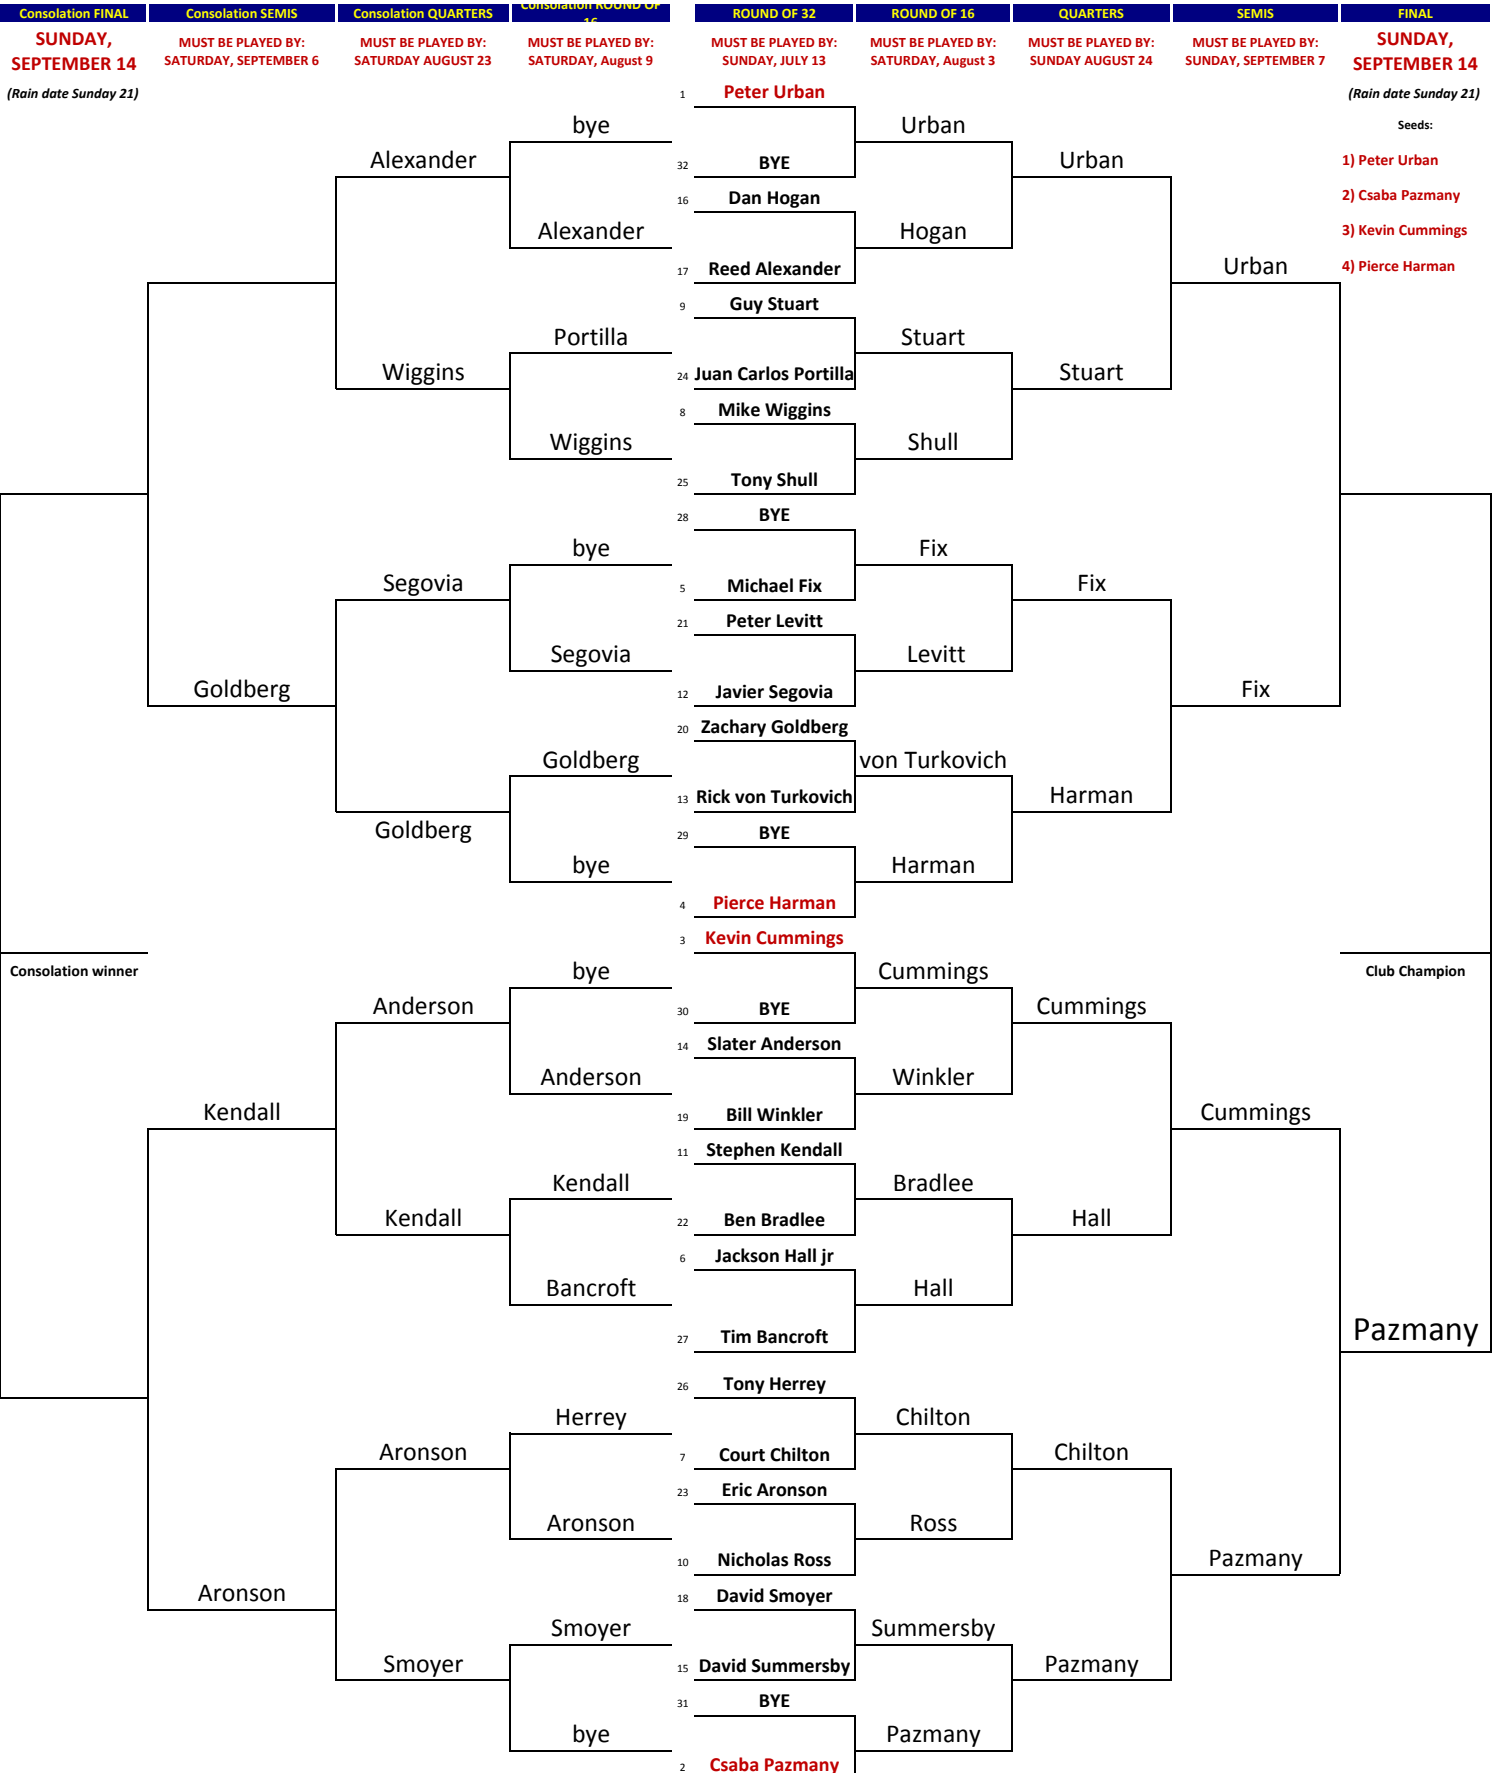 Consolation FINAL
Consolation SEMIS
Consolation QUARTERS
Consolation ROUND OF
16
ROUND OF 32
ROUND OF 16
QUARTERS
SEMIS
FINAL
SUNDAY,
SEPTEMBER 14
MUST BE PLAYED BY:
SATURDAY, SEPTEMBER 6
MUST BE PLAYED BY:
SATURDAY AUGUST 23
MUST BE PLAYED BY:
SATURDAY, August 9
MUST BE PLAYED BY:
SUNDAY, JULY 13
MUST BE PLAYED BY:
SATURDAY, August 3
MUST BE PLAYED BY:
SUNDAY AUGUST 24
MUST BE PLAYED BY:
SUNDAY, SEPTEMBER 7
SUNDAY,
SEPTEMBER 14
(Rain date Sunday 21)
(Rain date Sunday 21)
1 Peter Urban
Seeds:
bye
Urban
Alexander
32 BYE
Urban
1) Peter Urban
16 Dan Hogan
2) Csaba Pazmany
Alexander
Hogan
3) Kevin Cummings
17 Reed Alexander
Urban
4) Pierce Harman
9 Guy Stuart
Portilla
Stuart
Wiggins
24 Juan Carlos Portilla
Stuart
8 Mike Wiggins
Wiggins
Shull
25 Tony Shull
28 BYE
bye
Fix
Segovia
5 Michael Fix
Fix
21 Peter Levitt
Segovia
Levitt
Goldberg
12 Javier Segovia
Fix
20 Zachary Goldberg
Goldberg
von Turkovich
13 Rick von Turkovich
Harman
Goldberg
29 BYE
bye
Harman
4 Pierce Harman
3 Kevin Cummings
Consolation winner
bye
Cummings
Club Champion
Anderson
30 BYE
Cummings
14 Slater Anderson
Anderson
Winkler
Kendall
19 Bill Winkler
Cummings
11 Stephen Kendall
Kendall
Bradlee
Kendall
22 Ben Bradlee
Hall
6 Jackson Hall jr
Bancroft
Hall
27 Tim Bancroft
Pazmany
26 Tony Herrey
Herrey
Chilton
Aronson
7 Court Chilton
Chilton
23 Eric Aronson
Aronson
Ross
10 Nicholas Ross
Pazmany
Aronson
18 David Smoyer
Smoyer
Summersby
Smoyer
15 David Summersby
Pazmany
31 BYE
bye
Pazmany
2 Csaba Pazmany